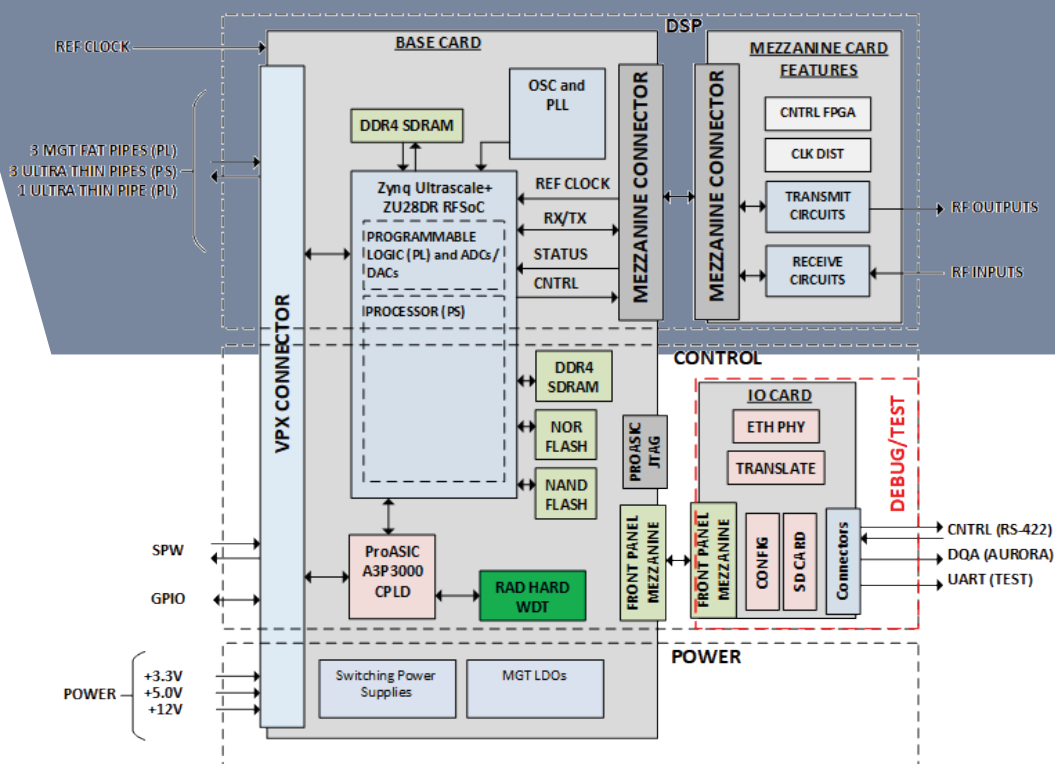 DSP
REF CLOCK
BASE CARD
MEZZANINE CARD
FEATURES
OSC and
PLL
DDR4 SDRAM
CNTRL FPGA
CLK DIST
3 MGT FAT PIPES (PL)
3 ULTRA THIN PIPES (PS)
1 ULTRA THIN PIPE (PL)
Zynq Ultrascale+
ZU28DR RFSoC
PROGRAMMABLE
LOGIC (PL) and ADCs/
DACs
PROCESSOR (PS)
REF CLOCK
RX/TX
STATUS
CNTRL
MEZZANINE CONNECTOR
MEZZANINE CONNECTOR
TRANSMIT
CIRCUITS
RECEIVE
CIRCUITS
RF OUTPUTS
RF INPUTS
VPX CONNECTOR
CONTROL
DDR4
SDRAM
NOR
FLASH
NAND
FLASH
PROASIC
JTAG
IO CARD
ETH PHY
TRANSLATE
DEBUG/TEST
FRONT PANEL
MEZZANINE
FRONT PANEL
MEZZANINE
CONFIG
SD CARD
Connectors
CNTRL (RS-422)
DQA (AURORA)
UART (TEST)
SPW
GPIO
ProASIC
A3P3000
CPLD
RAD HARD
WDT
POWER
Switching Power
Supplies
MGT LDOs
POWER
+3.3V
+5.0V
+12V